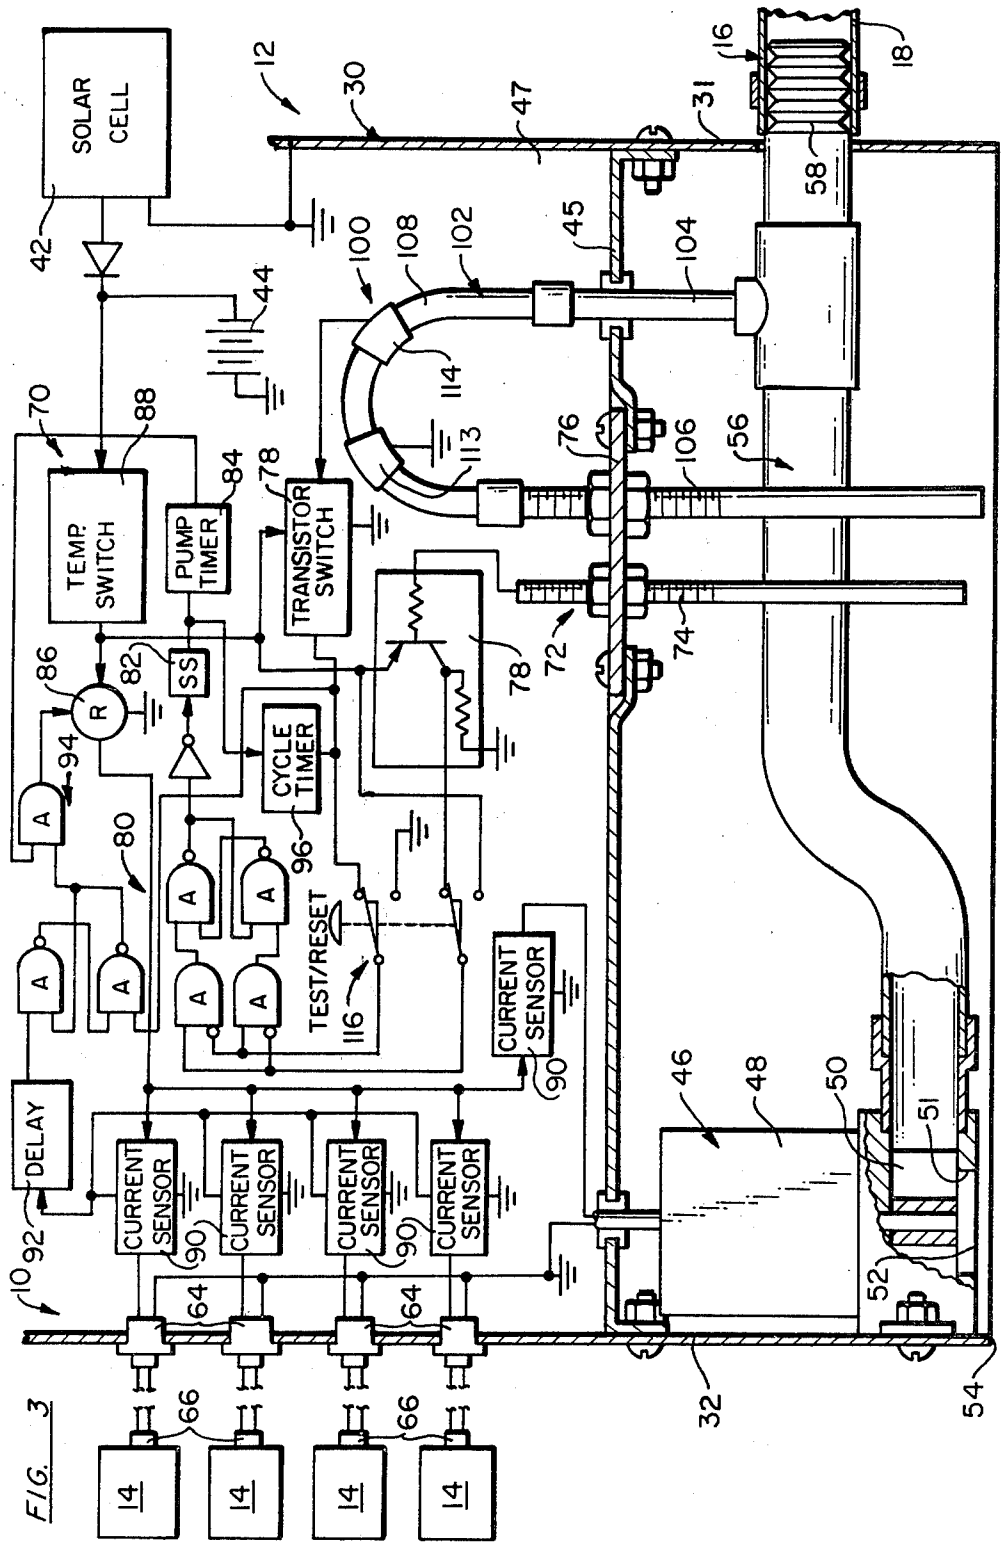 FIG. 3
10
12
SOLAR
CELL
42
44
70
TEMP.
SWITCH
88
PUMP
TIMER
84
78
TRANSISTOR
SWITCH
86
R
82
SS
94
A
80
CYCLE
TIMER
96
A
A
A
A
A
A
DELAY
92
TEST/RESET
116
78
CURRENT
SENSOR
90
CURRENT
SENSOR
90
CURRENT
SENSOR
CURRENT
SENSOR
90
CURRENT
SENSOR
64
64
66
66
14
14
14
14
30
47
31
16
18
58
45
100
108
102
104
114
113
76
106
56
72
74
46
48
50
51
52
32
54